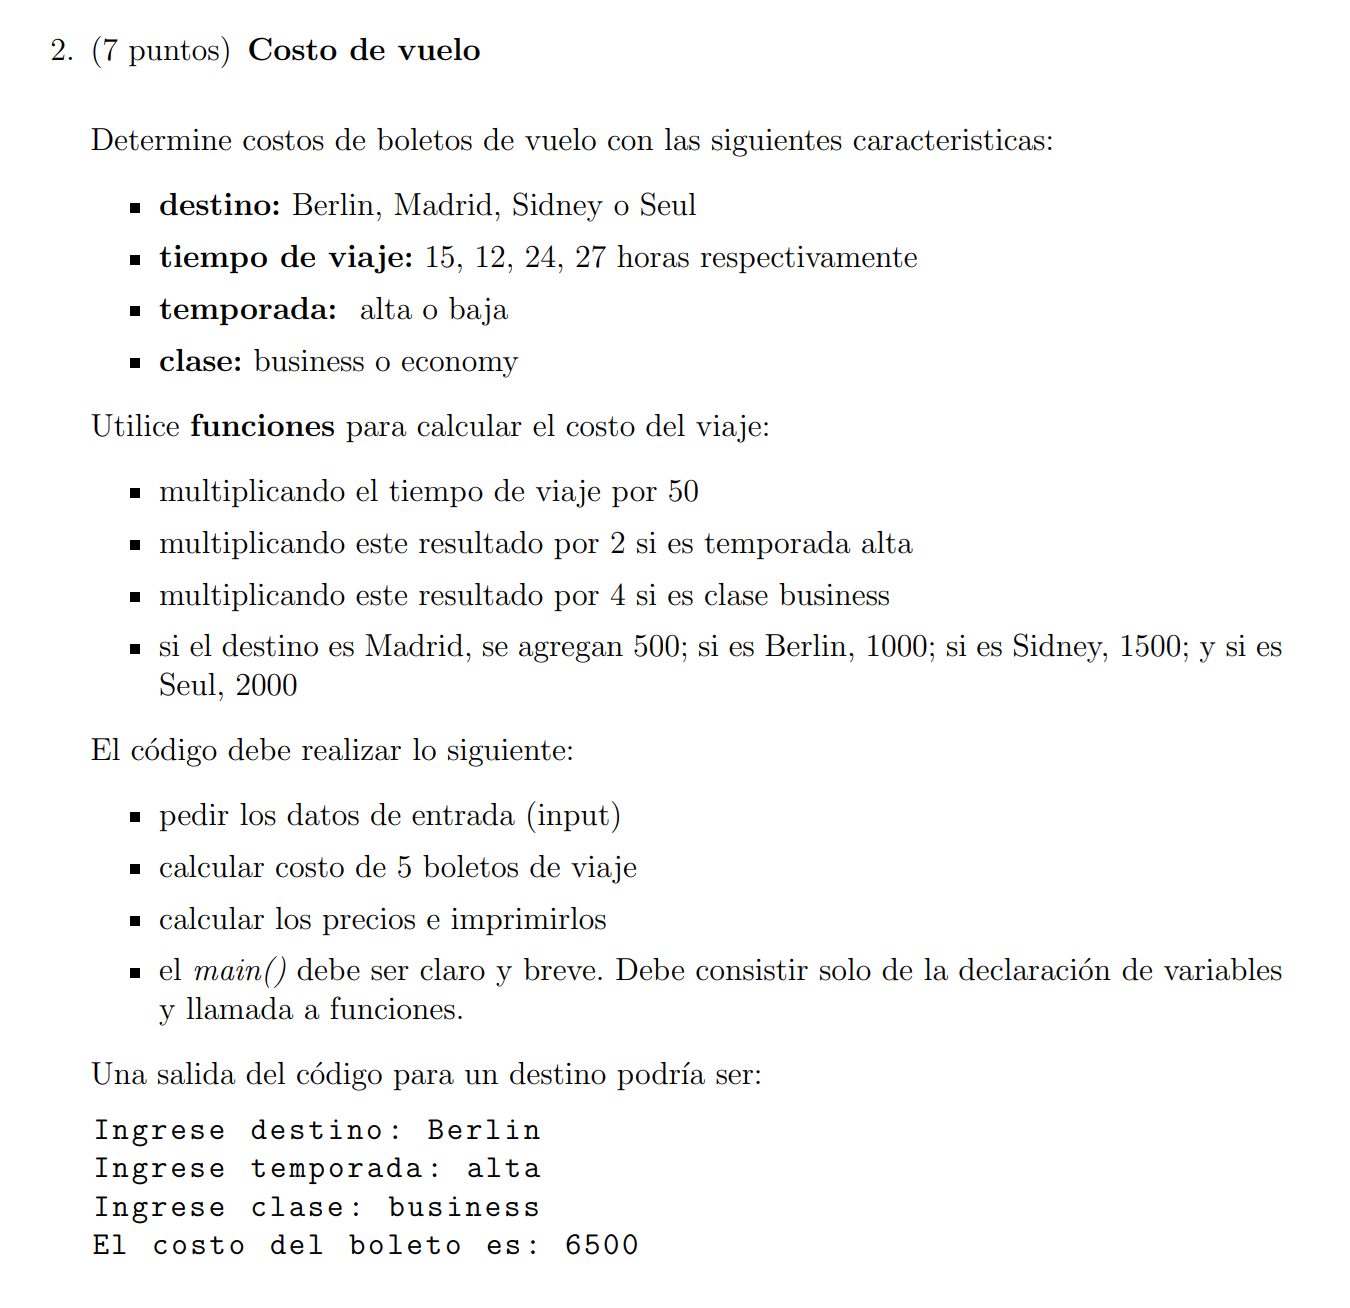 2. (7 puntos) Costo de vuelo
Determine costos de boletos de vuelo con las siguientes caracteristicas:
▪ destino: Berlin, Madrid, Sidney o Seul
▪ tiempo de viaje: 15, 12, 24, 27 horas respectivamente
▪ temporada: alta o baja
▪ clase: business o economy
Utilice funciones para calcular el costo del viaje:
▪ multiplicando el tiempo de viaje por 50
▪ multiplicando este resultado por 2 si es temporada alta
▪ multiplicando este resultado por 4 si es clase business
▪ si el destino es Madrid, se agregan 500; si es Berlin, 1000; si es Sidney, 1500; y si es
Seul, 2000
El código debe realizar lo siguiente:
▪ pedir los datos de entrada (input)
▪ calcular costo de 5 boletos de viaje
▪ calcular los precios e imprimirlos
▪ el main() debe ser claro y breve. Debe consistir solo de la declaración de variables
y llamada a funciones.
Una salida del código para un destino podría ser:
Ingrese destino: Berlin
Ingrese temporada: alta
Ingrese clase: business
El costo del boleto es: 6500